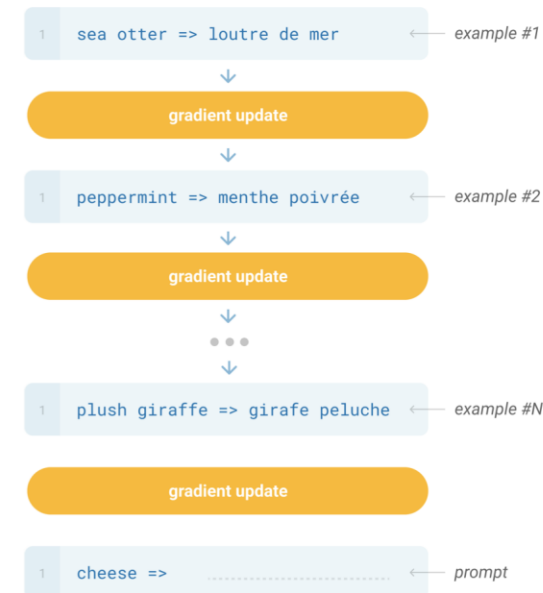 1 sea otter => loutre de mer example #1
gradient update
1 peppermint => menthe poivrée example #2
gradient update
1 plush giraffe => girafe peluche example #N
gradient update
1 cheese => prompt